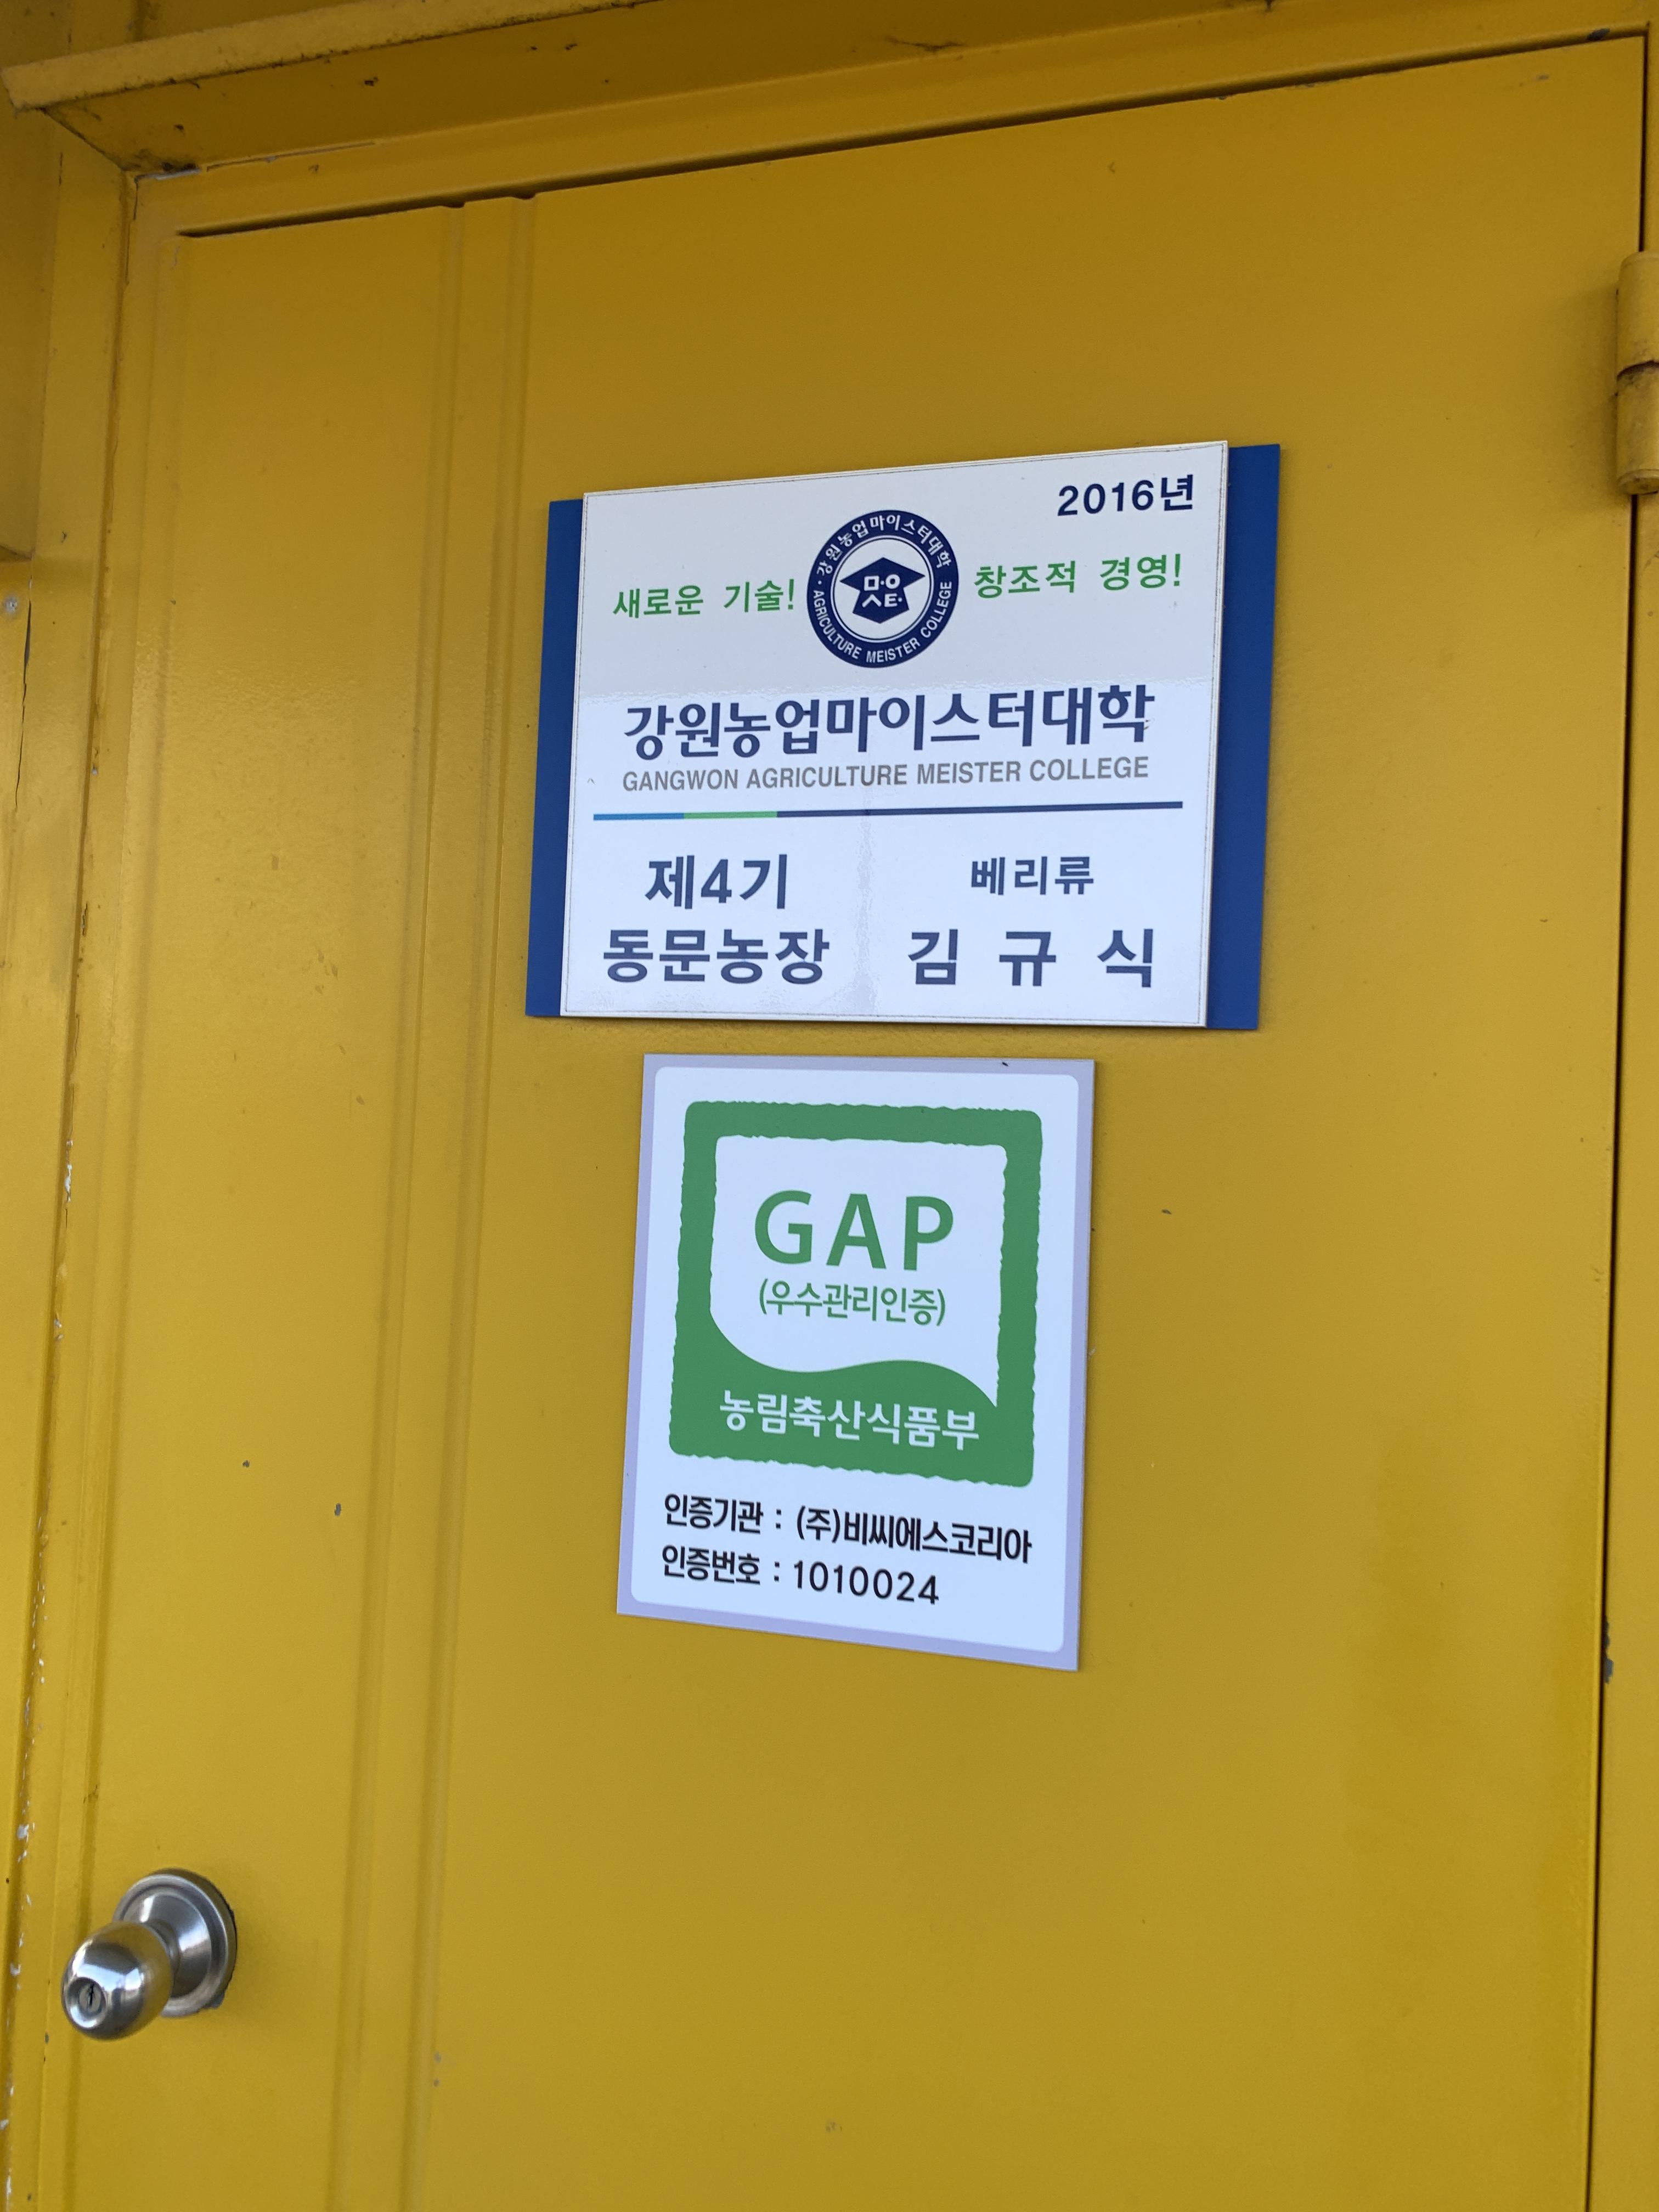 2016년
새로운 기술!
강원농업마이스터대학
마이스터
AGRICULTURE MEISTER COLLEGE
창조적 경영!
강원농업마이스터대학
GANGWON AGRICULTURE MEISTER COLLEGE
제4기 베리류
동문농장 김 규 식
GAP
(우수관리인증)
농림축산식품부
인증기관 : (주)비씨에스코리아
인증번호 : 1010024